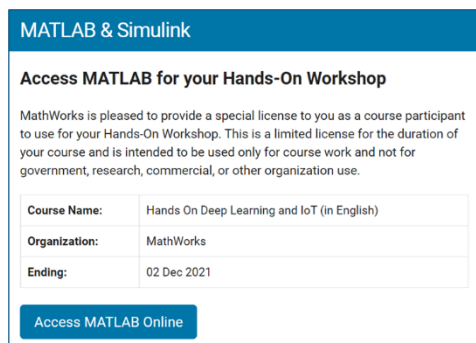 MATLAB & Simulink
Access MATLAB for your Hands-On Workshop
MathWorks is pleased to provide a special license to you as a course participant
to use for your Hands-On Workshop. This is a limited license for the duration of
your course and is intended to be used only for course work and not for
government, research, commercial, or other organization use.
Course Name: Hands On Deep Learning and IoT (in English)
Organization: MathWorks
Ending: 02 Dec 2021
Access MATLAB Online